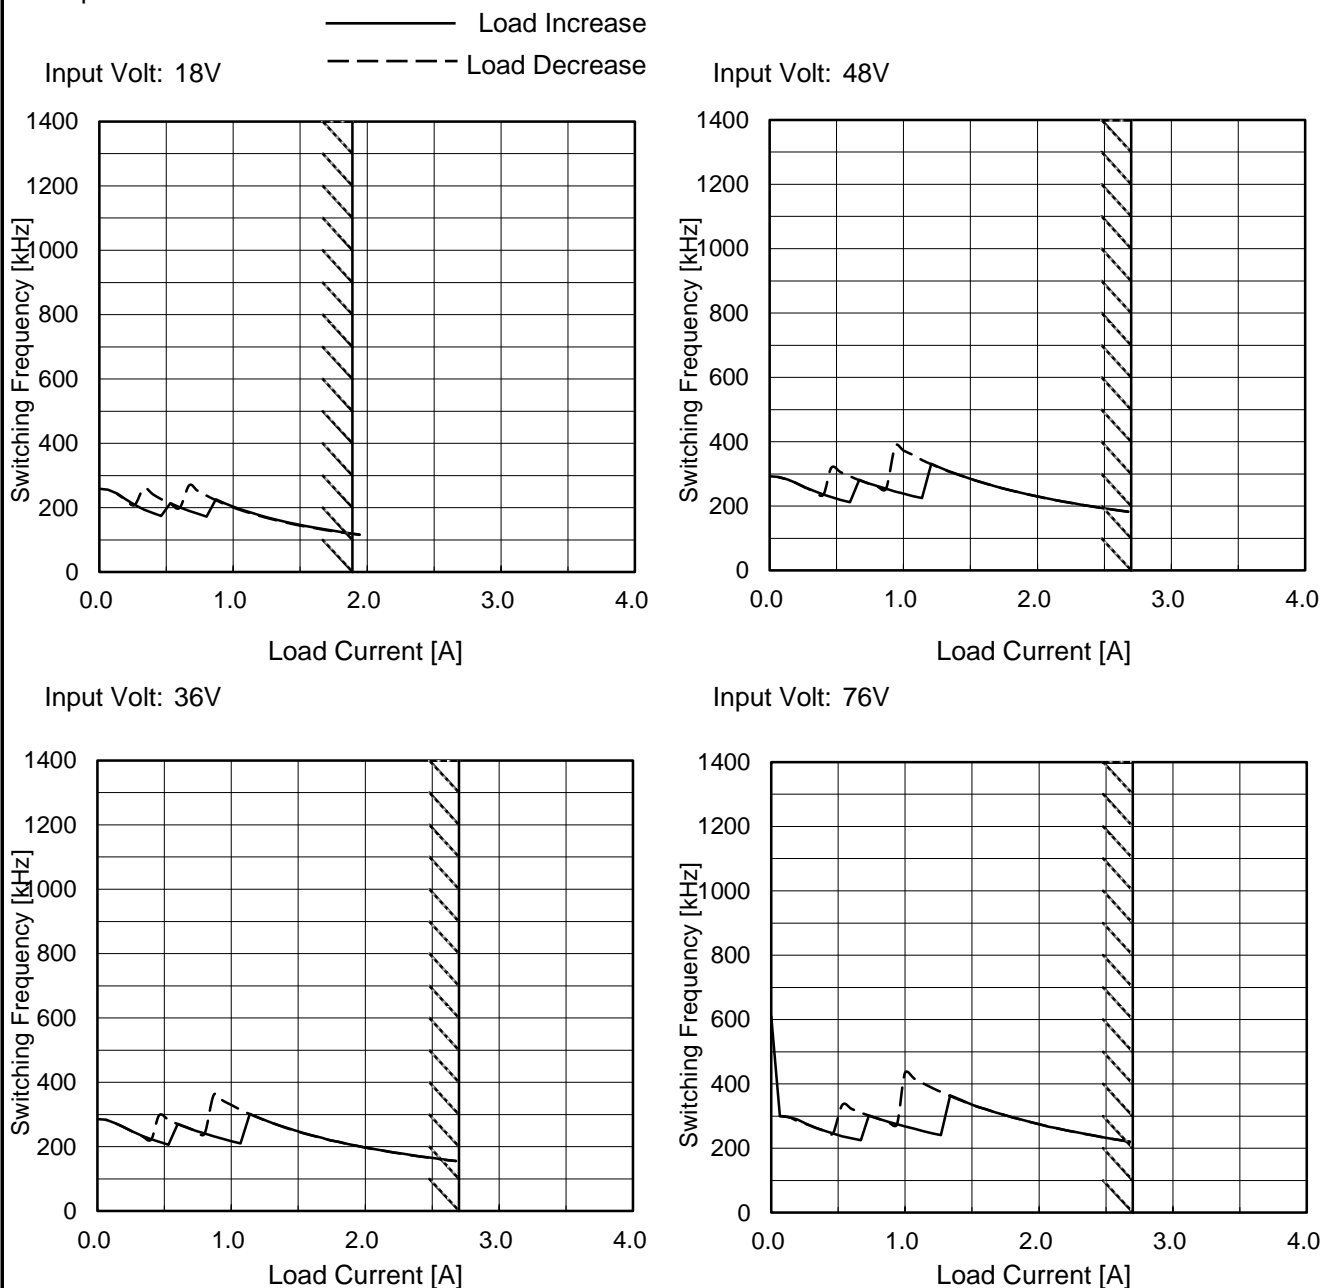 Load Increase
Load Decrease
Input Volt: 18V
1400
1200
1000
800
600
400
200
0
Switching Frequency [kHz]
0.0 1.0 2.0 3.0 4.0
Load Current [A]
Input Volt: 48V
1400
1200
1000
800
600
400
200
0
Switching Frequency [kHz]
0.0 1.0 2.0 3.0 4.0
Load Current [A]
Input Volt: 36V
1400
1200
1000
800
600
400
200
0
Switching Frequency [kHz]
0.0 1.0 2.0 3.0 4.0
Load Current [A]
Input Volt: 76V
1400
1200
1000
800
600
400
200
0
Switching Frequency [kHz]
0.0 1.0 2.0 3.0 4.0
Load Current [A]